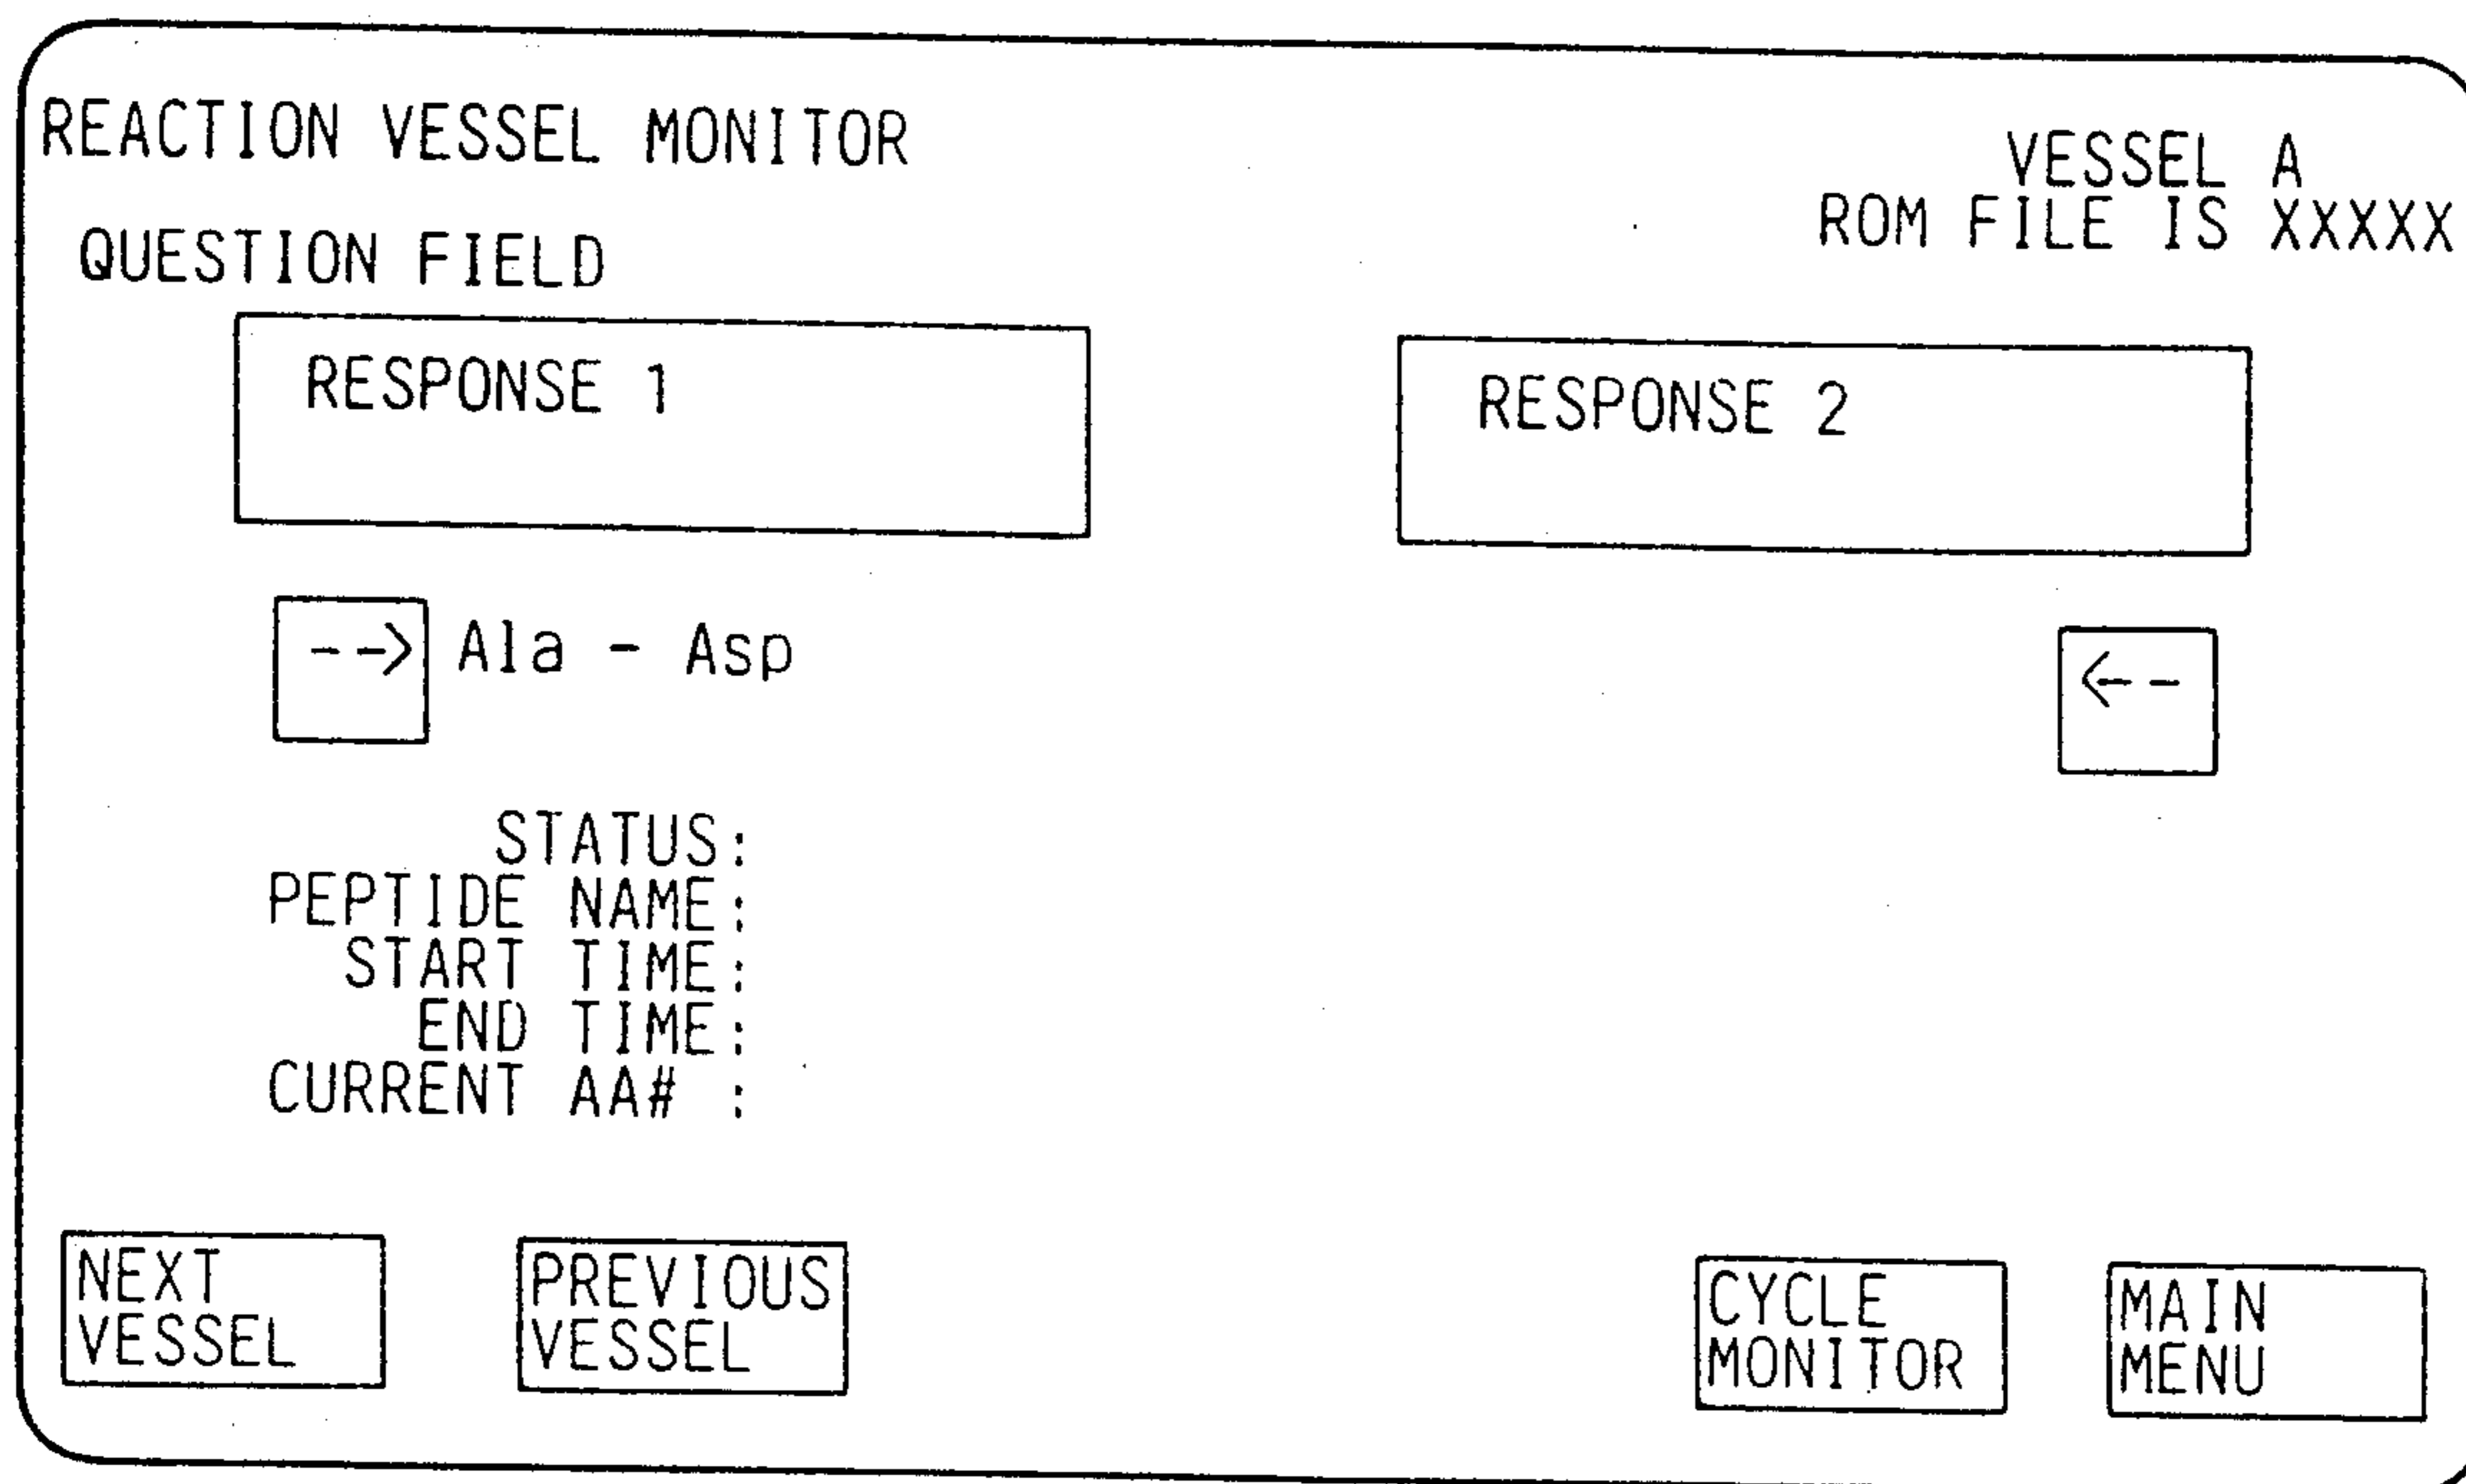 REACTION VESSEL MONITOR
VESSEL A
ROM FILE IS XXXXX
QUESTION FIELD
RESPONSE 1
RESPONSE 2
--> Ala - Asp
<--
STATUS:
PEPTIDE NAME:
START TIME:
END TIME:
CURRENT AA# :
NEXT
VESSEL
PREVIOUS
VESSEL
CYCLE
MONITOR
MAIN
MENU